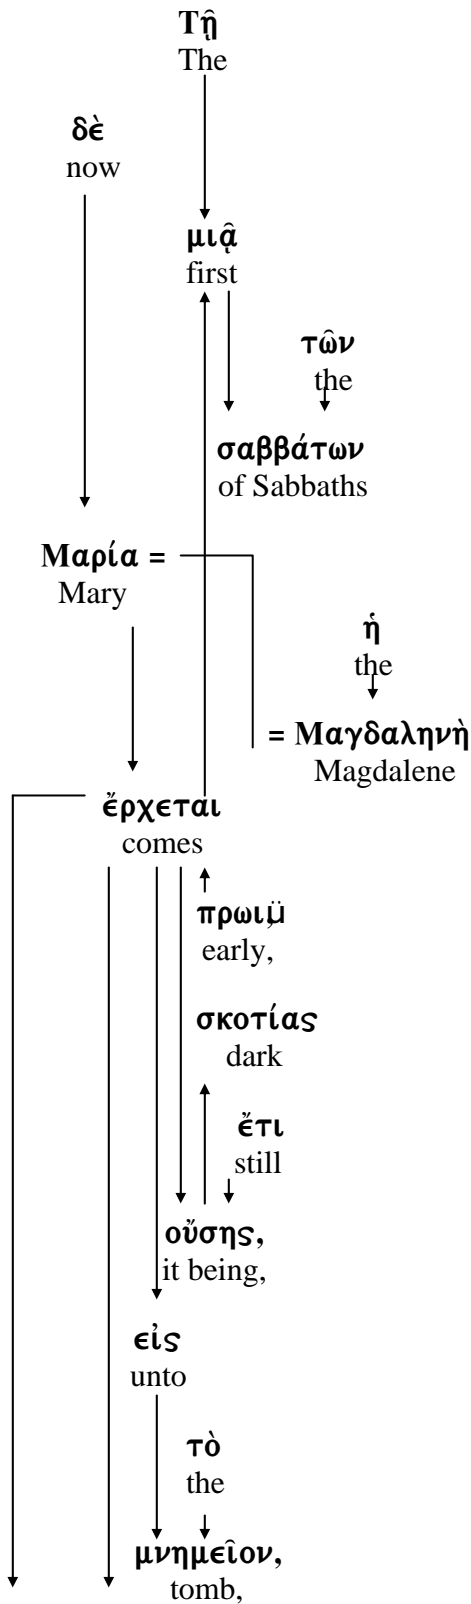 Τῇ
The
δὲ
now
μιᾷ
first
τῶν
the
σαββάτων
of Sabbaths
Μαρία =
Mary
ἡ
the
= Μαγδαληνὴ
Magdalene
ἔρχεται
comes
πρωιμ̈
early,
σκοτίας
dark
ἔτι
still
οὔσης,
it being,
εἰς
unto
τὸ
the
μνημεῖον,
tomb,